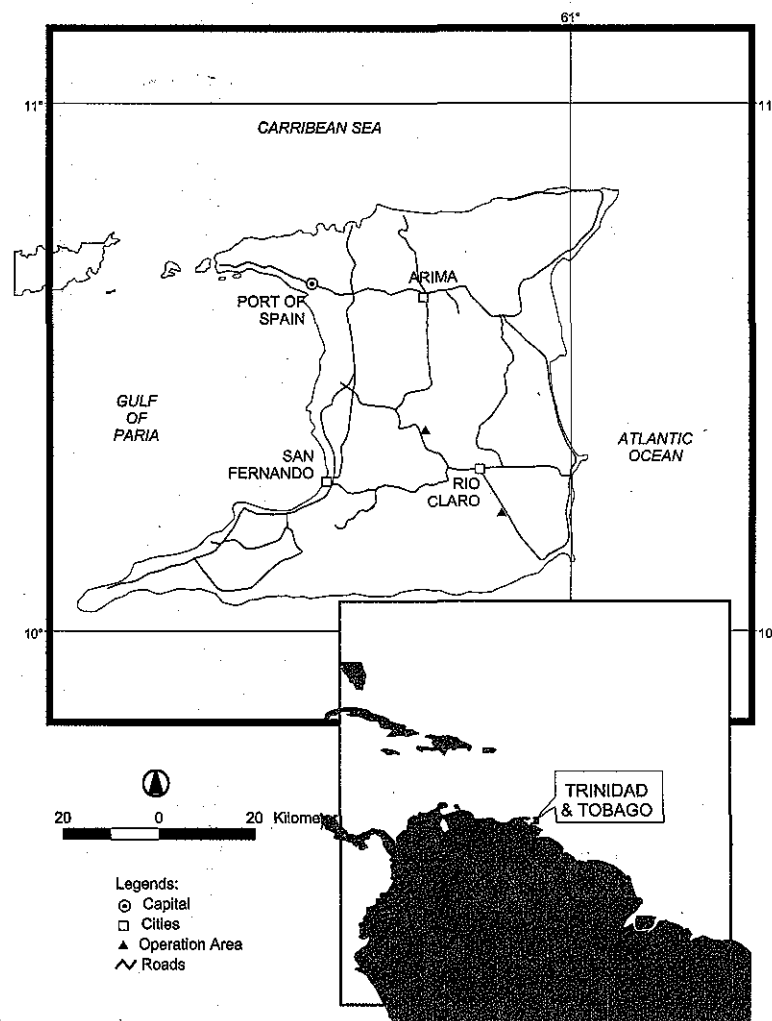 61°
11°
11
CARRIBEAN SEA
ARIMA
PORT OF
SPAIN
GULF
OF
PARIA
ATLANTIC
OCEAN
SAN
FERNANDO
RIO
CLARO
10°
10
TRINIDAD
& TOBAGO
20 0 20 Kilome
Legends:
Capital
Cities
Operation Area
Roads